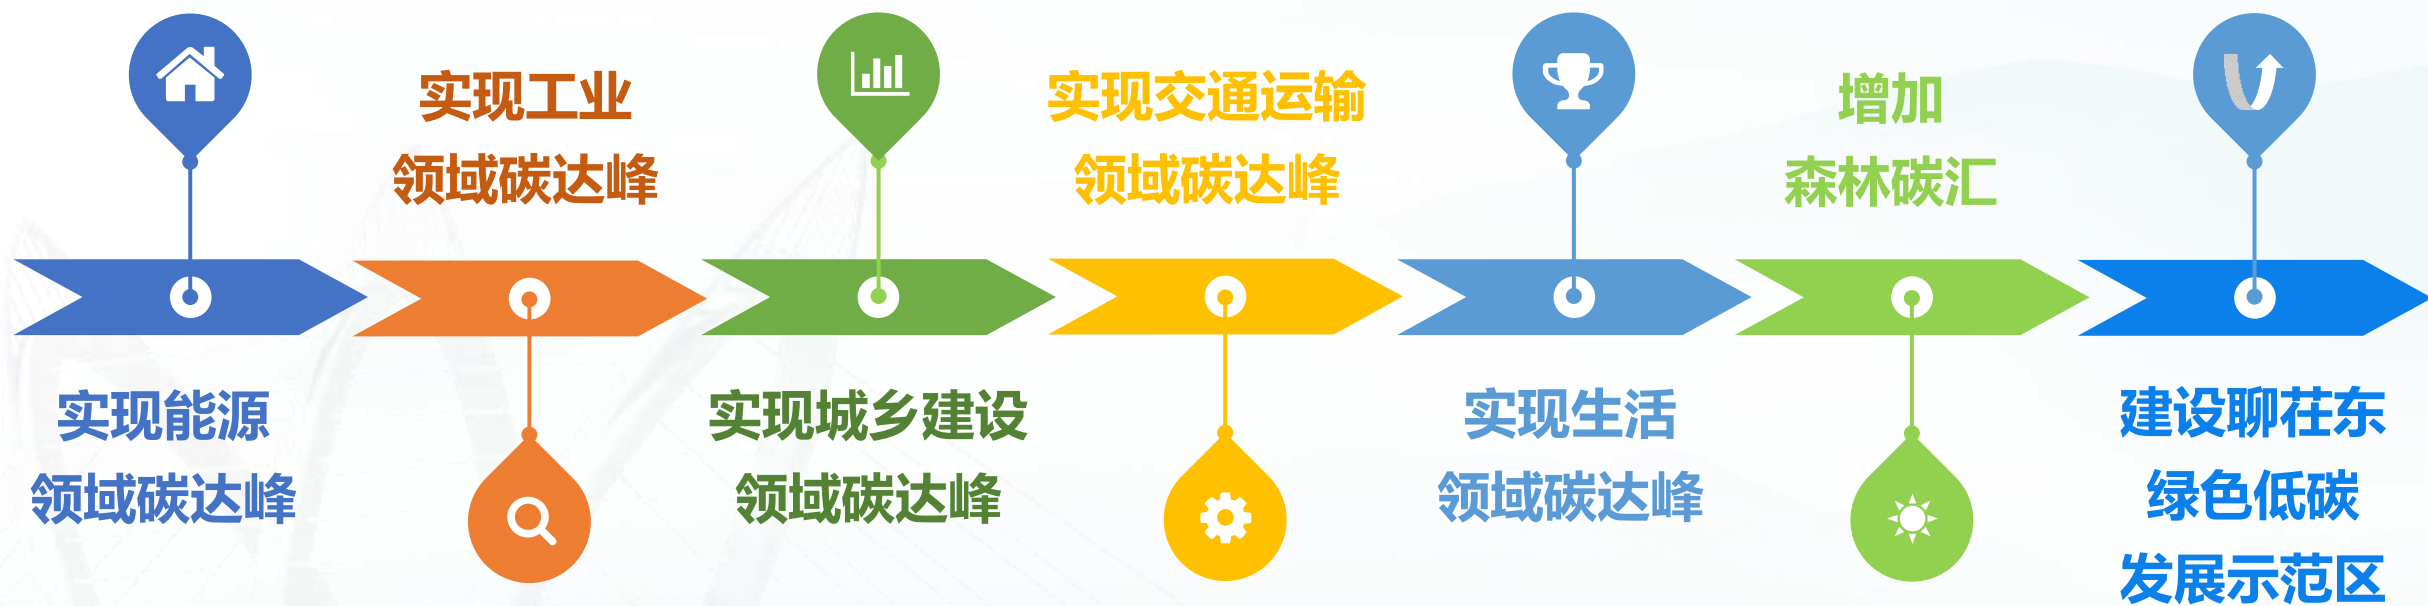 实现能源
领域碳达峰
实现工业
领域碳达峰
实现城乡建设
领域碳达峰
实现交通运输
领域碳达峰
实现生活
领域碳达峰
增加
森林碳汇
建设聊茌东
绿色低碳
发展示范区